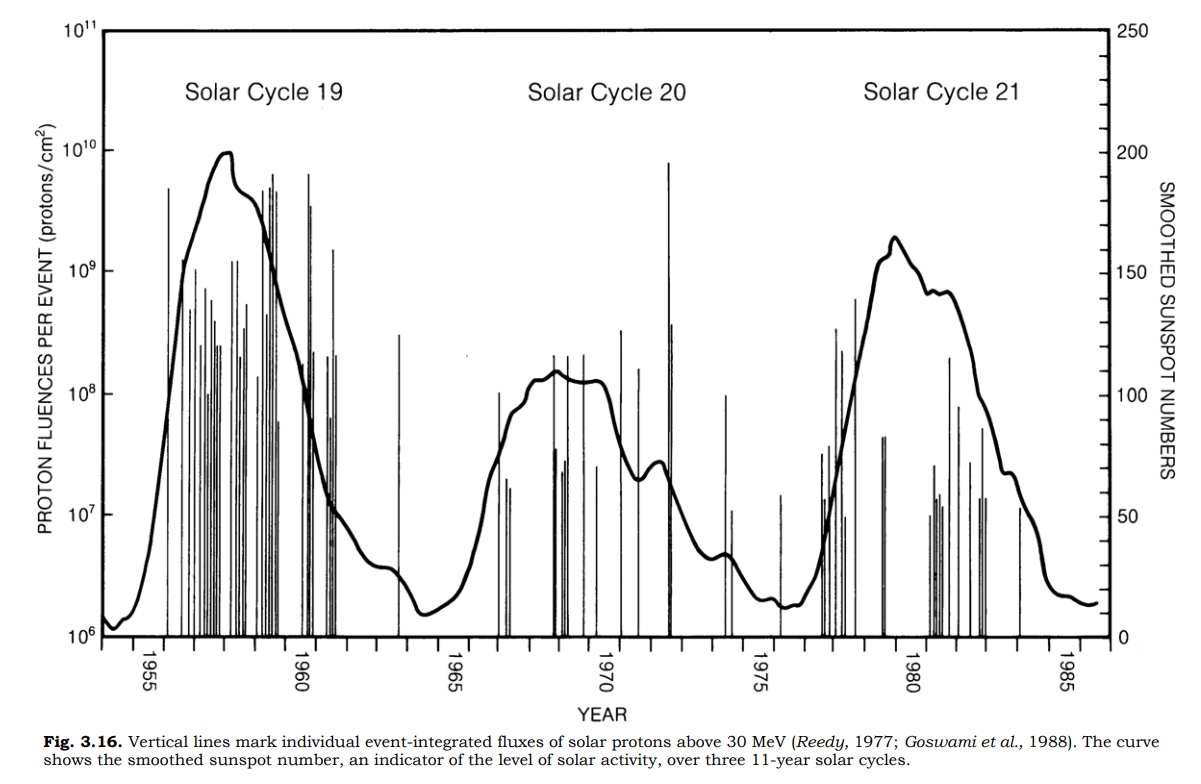 10¹¹
250
Solar Cycle 19
Solar Cycle 20
Solar Cycle 21
10¹⁰
200
10⁹
150
10⁸
100
10⁷
50
10⁶
0
PROTON FLUENCES PER EVENT (protons/cm²)
SMOOTHED SUNSPOT NUMBERS
1955
1960
1965
1970
1975
1980
1985
YEAR
Fig. 3.16. Vertical lines mark individual event-integrated fluxes of solar protons above 30 MeV (Reedy, 1977; Goswami et al., 1988). The curve
shows the smoothed sunspot number, an indicator of the level of solar activity, over three 11-year solar cycles.